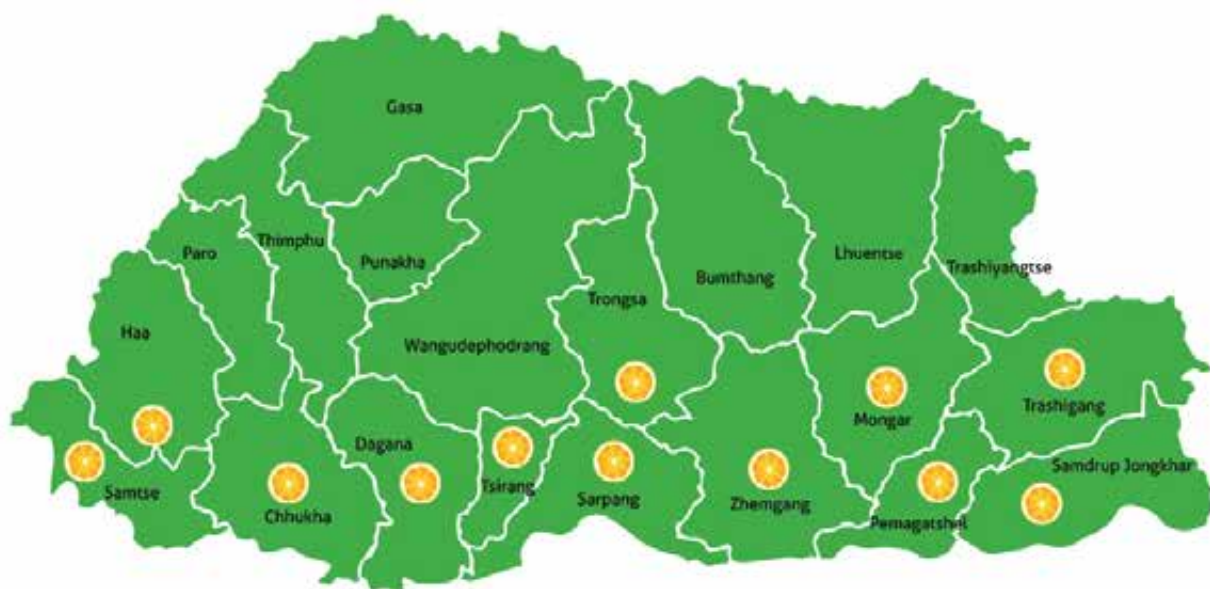 Gasa
Thimphu
Paro
Punakha
Lhuentse
Trashiyangtse
Bumthang
Trongsa
Haa
Wangudephodrang
Trashigang
Mongar
Dagana
Samdrup Jongkhar
Tsirang
Samtse
Sarpang
Zhemgang
Chhukha
Pemagatshel